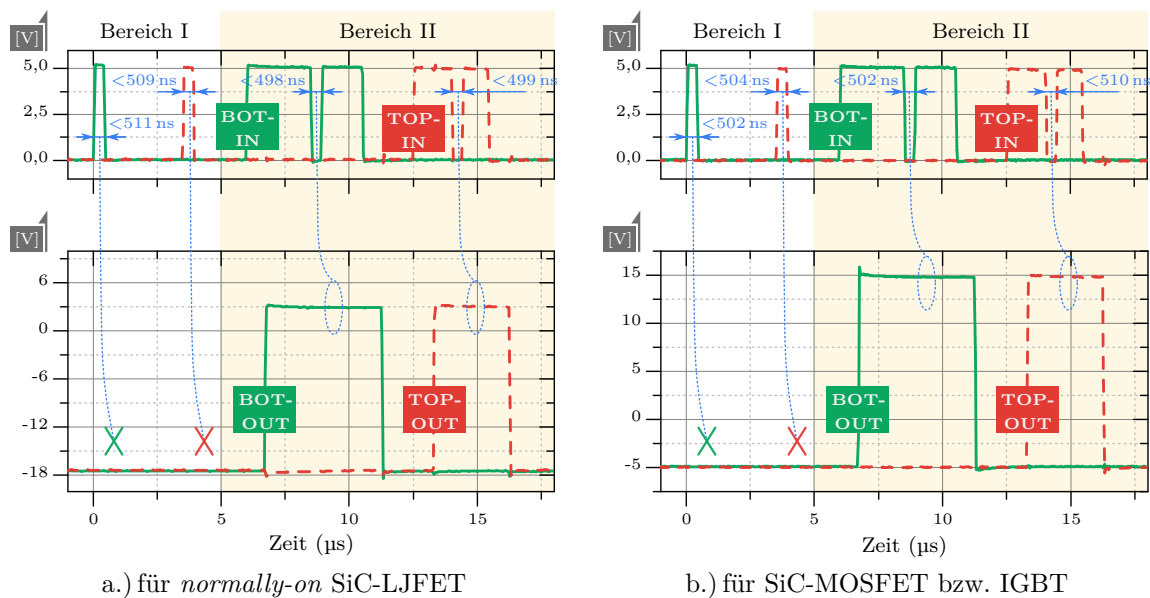 [V]
Bereich I
Bereich II
5,0
2,5
0,0
<509 ns
<498 ns
<499 ns
<511 ns
BOT-
IN
TOP-
IN
[V]
6
0
-6
-12
-18
BOT-
OUT
TOP-
OUT
0
5
10
15
Zeit (µs)
a.) für normally-on SiC-LJFET
[V]
Bereich I
Bereich II
5,0
2,5
0,0
<504 ns
<502 ns
<510 ns
<502 ns
BOT-
IN
TOP-
IN
[V]
15
10
5
0
-5
BOT-
OUT
TOP-
OUT
0
5
10
15
Zeit (µs)
b.) für SiC-MOSFET bzw. IGBT